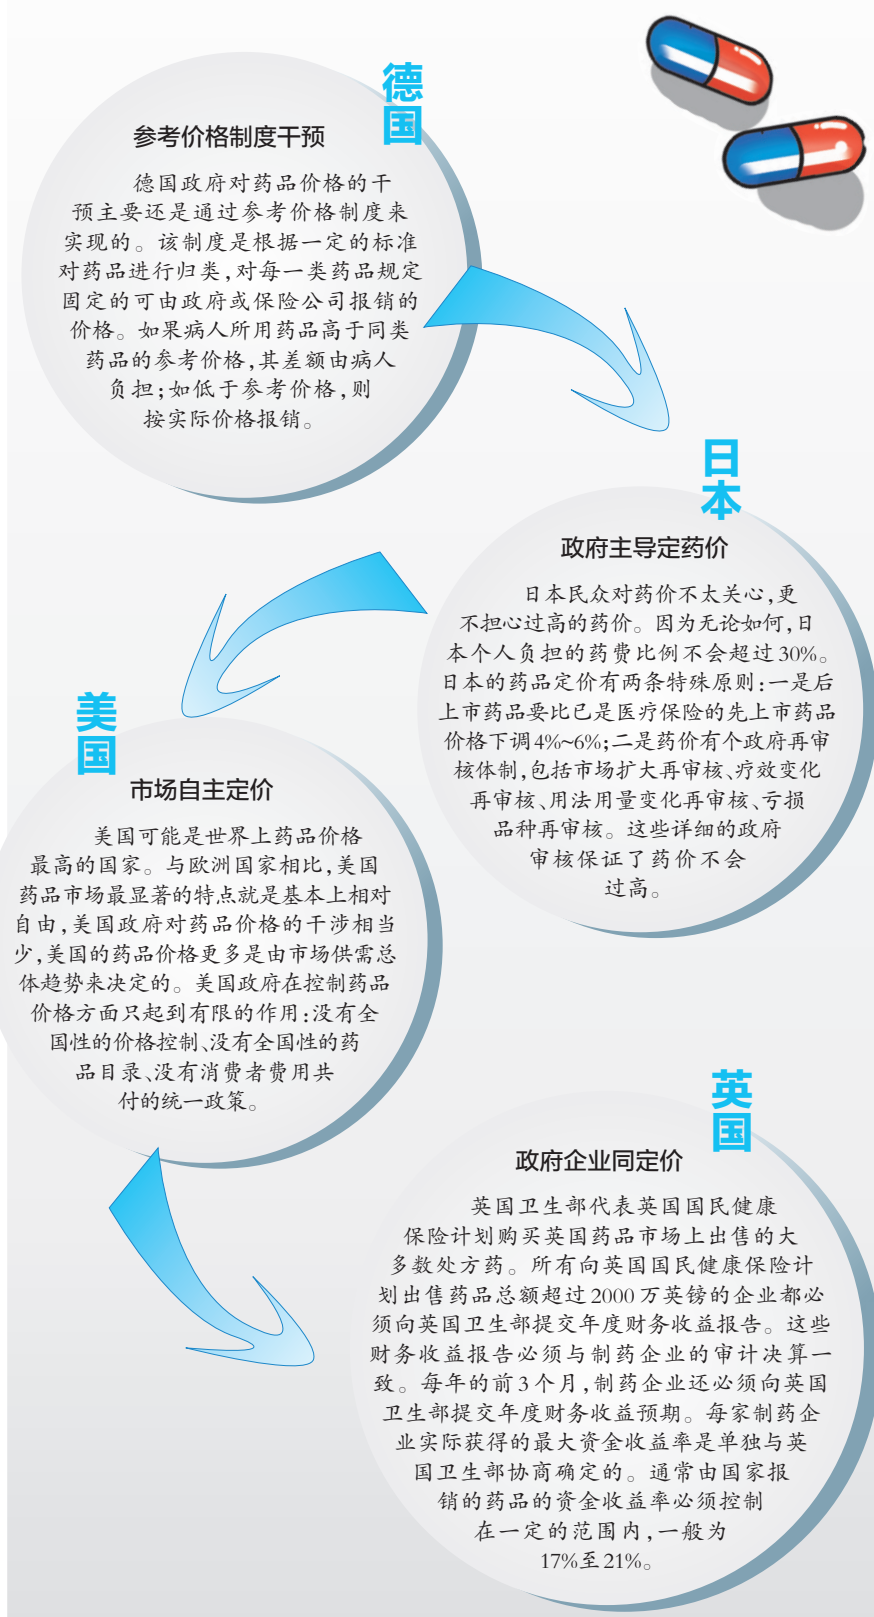 德国
参考价格制度干预
德国政府对药品价格的干
预主要还是通过参考价格制度来
实现的。该制度是根据一定的标准
对药品进行归类,对每一类药品规定
固定的可由政府或保险公司报销的
价格。如果病人所用药品高于同类
药品的参考价格,其差额由病人
负担;如低于参考价格,则
按实际价格报销。
日本
政府主导定药价
日本民众对药价不太关心,更
不担心过高的药价。因为无论如何,日
本个人负担的药费比例不会超过30%。
日本的药品定价有两条特殊原则:一是后
上市药品要比已是医疗保险的先上市药品
价格下调4%~6%;二是药价有个政府再审
核体制,包括市场扩大再审核、疗效变化
再审核、用法用量变化再审核、亏损
品种再审核。这些详细的政府
审核保证了药价不会
过高。
美国
市场自主定价
美国可能是世界上药品价格
最高的国家。与欧洲国家相比,美国
药品市场最显著的特点就是基本上相对
自由,美国政府对药品价格的干涉相当
少,美国的药品价格更多是由市场供需总
体趋势来决定的。美国政府在控制药品
价格方面只起到有限的作用:没有全
国性的价格控制、没有全国性的药
品目录、没有消费者费用共
付的统一政策。
英国
政府企业同定价
英国卫生部代表英国国民健康
保险计划购买英国药品市场上出售的大
多数处方药。所有向英国国民健康保险计
划出售药品总额超过2000万英镑的企业都必
须向英国卫生部提交年度财务收益报告。这些
财务收益报告必须与制药企业的审计决算一
致。每年的前3个月,制药企业还必须向英国
卫生部提交年度财务收益预期。每家制药企
业实际获得的最大资金收益率是单独与英
国卫生部协商确定的。通常由国家报
销的药品的资金收益率必须控制
在一定的范围内,一般为
17%至21%。